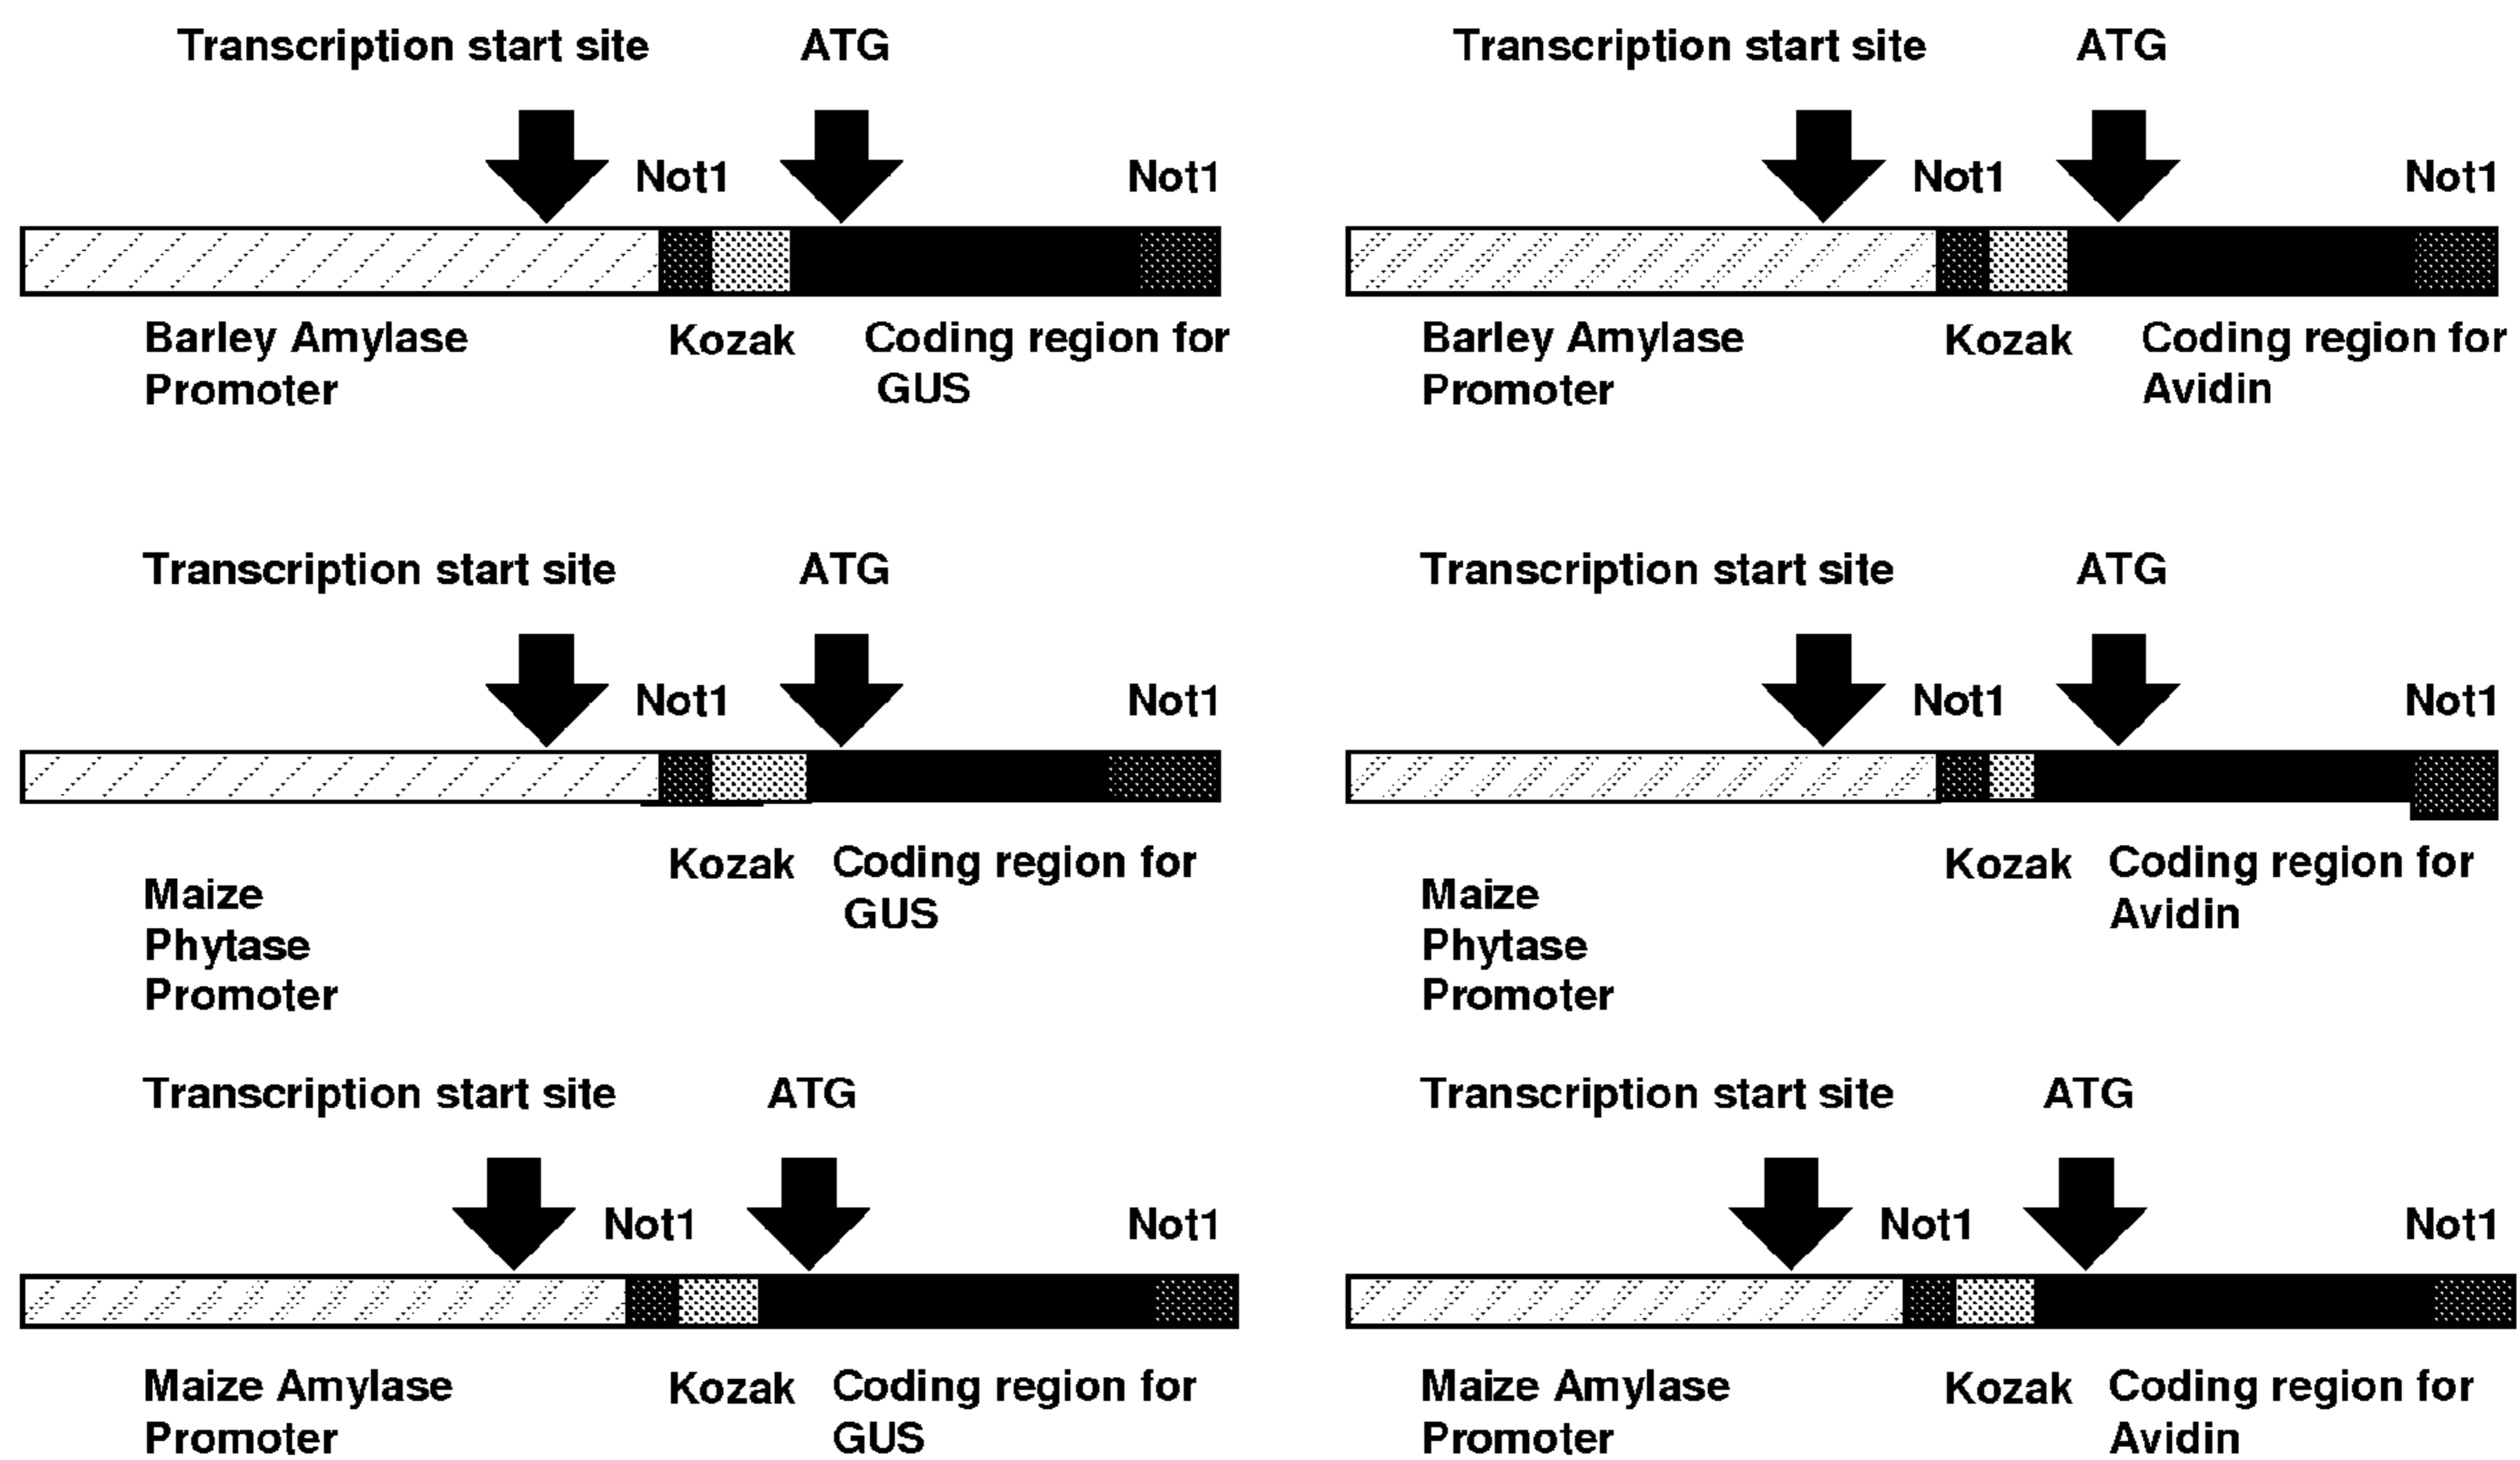 Transcription start site
ATG
Not1
Not1
Barley Amylase
Promoter
Kozak
Coding region for
GUS
Transcription start site
ATG
Not1
Not1
Barley Amylase
Promoter
Kozak
Coding region for
Avidin
Transcription start site
ATG
Not1
Not1
Maize
Phytase
Promoter
Kozak
Coding region for
GUS
Transcription start site
ATG
Not1
Not1
Maize
Phytase
Promoter
Kozak
Coding region for
Avidin
Transcription start site
ATG
Not1
Not1
Maize Amylase
Promoter
Kozak
Coding region for
GUS
Transcription start site
ATG
Not1
Not1
Maize Amylase
Promoter
Kozak
Coding region for
Avidin